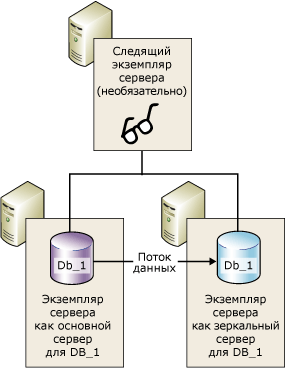 Следящий
экземпляр
сервера
(необязательно)
Db_1
Поток
данных
Db_1
Экземпляр
сервера
как основной
сервер
для DB_1
Экземпляр
сервера
как зеркальный
сервер
для DB_1